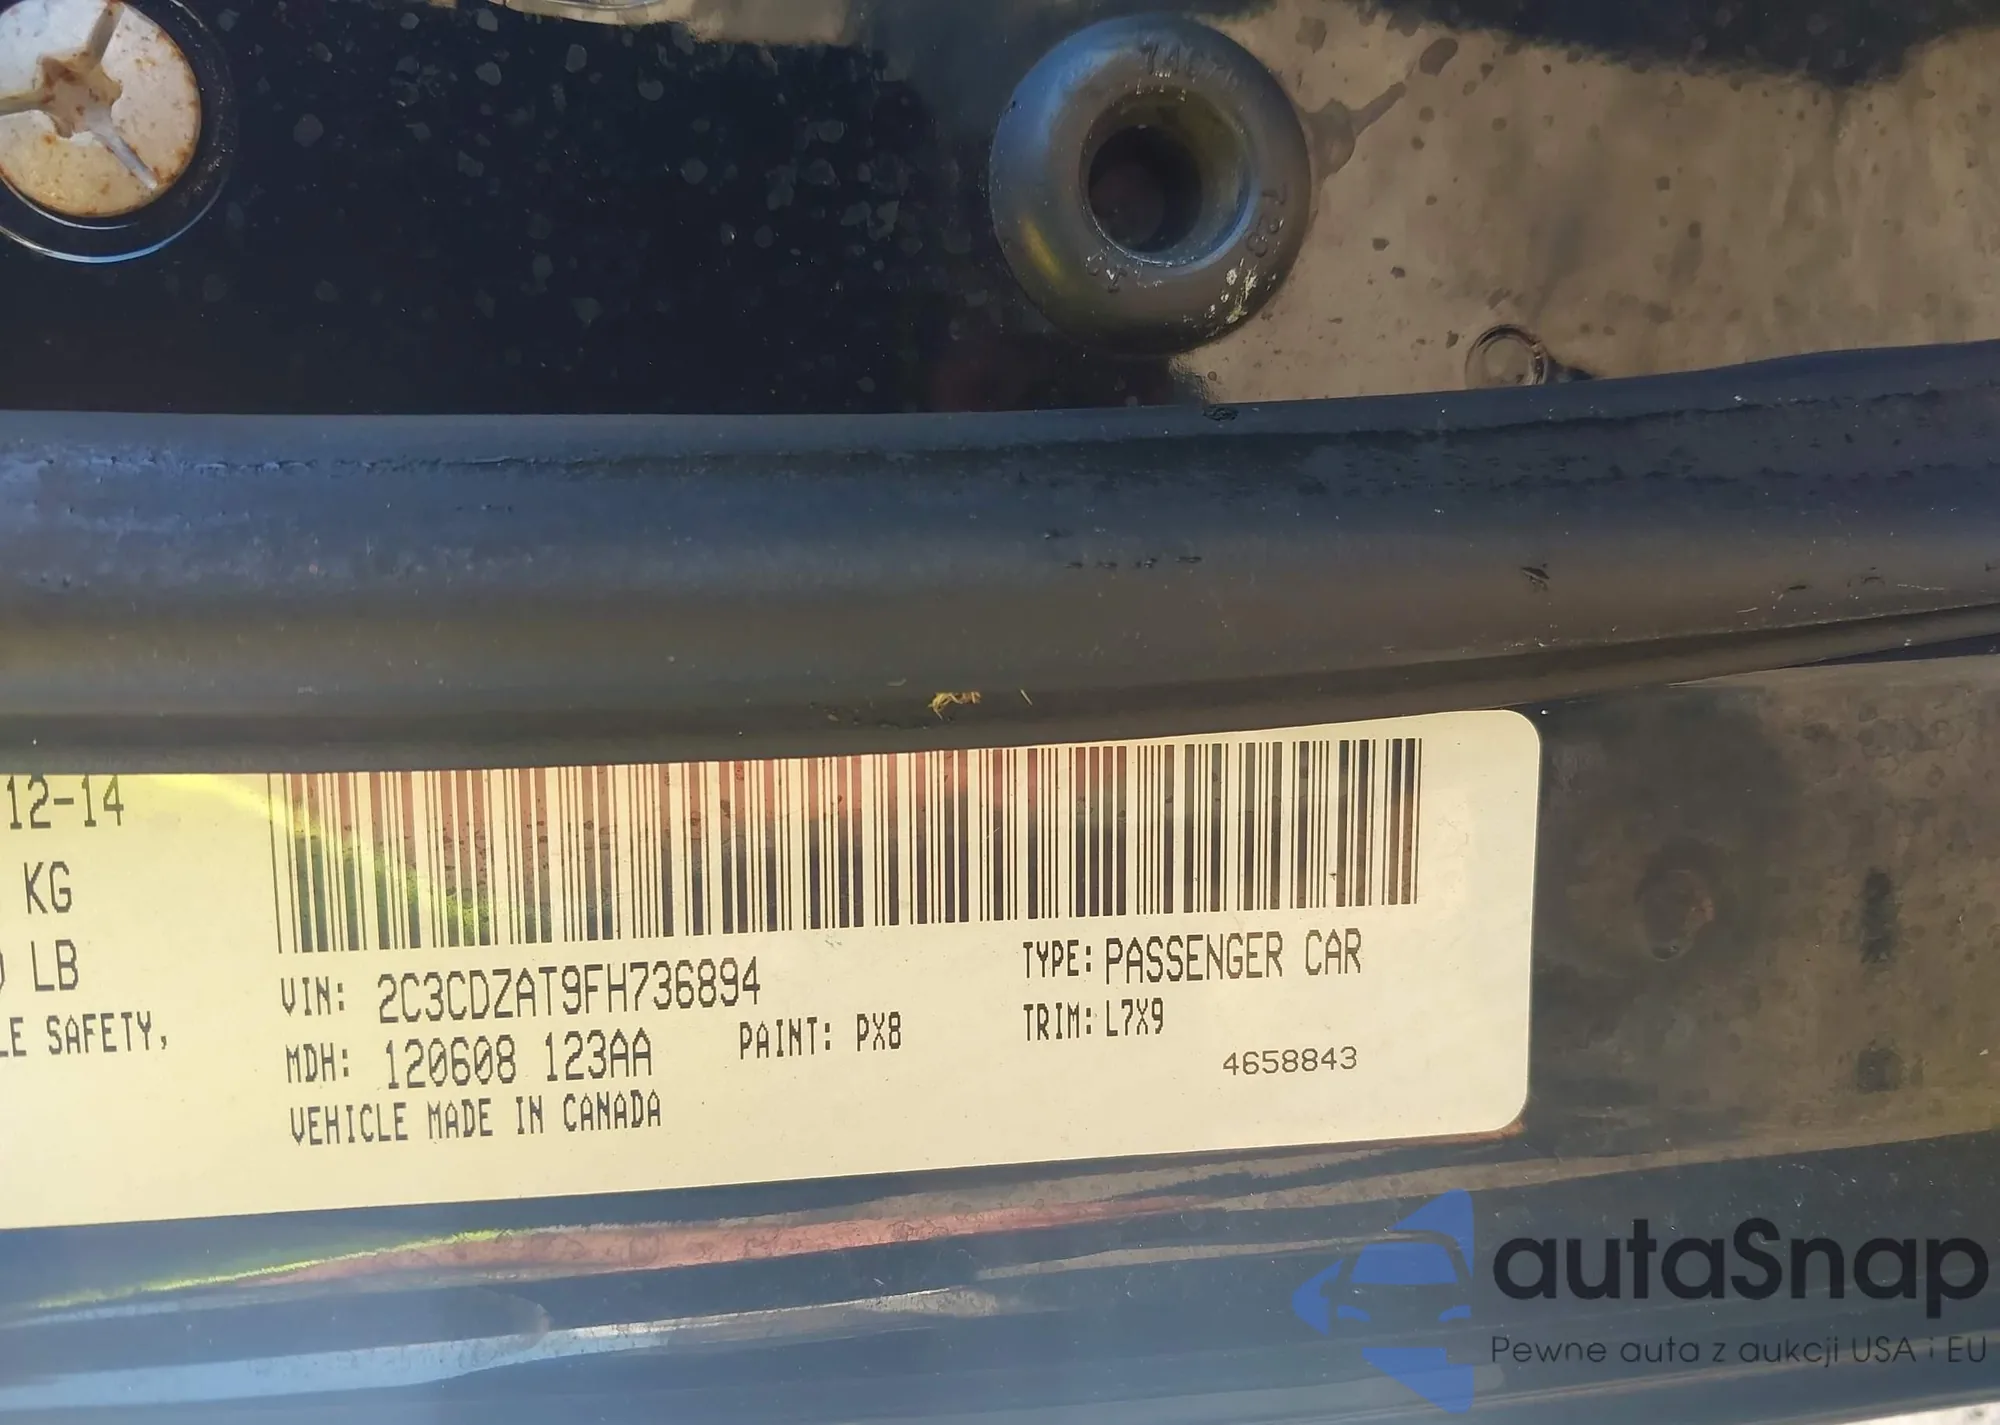 12-14
KG
LB
LE SAFETY,
VIN: 2C3CDZAT9FH736894
MDH: 120608 123AA
PAINT: PX8
VEHICLE MADE IN CANADA
TYPE: PASSENGER CAR
TRIM: L7X9
4658843
autaSnap
Pewne auta z aukcji USA i EU